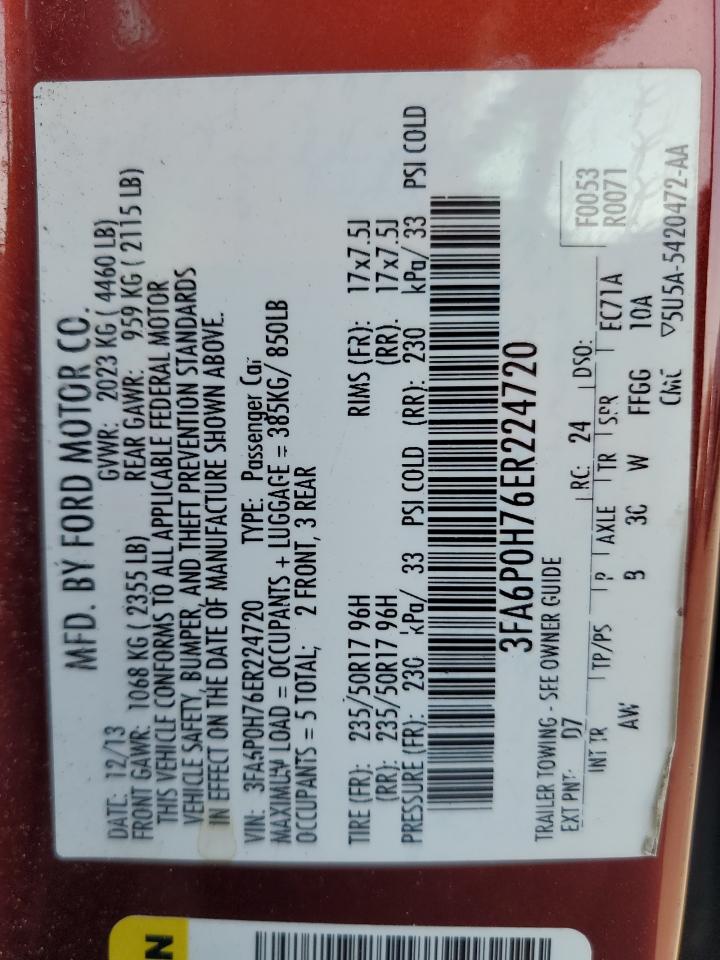 MFD. BY FORD MOTOR CO.
DATE: 12/13 GVWR: 2023 KG ( 4460 LB)
FRONT GAWR: 1068 KG ( 2355 LB) REAR GAWR: 959 KG ( 2115 LB)
THIS VEHICLE CONFORMS TO ALL APPLICABLE FEDERAL MOTOR
VEHICLE SAFETY, BUMPER, AND THEFT PREVENTION STANDARDS
IN EFFECT ON THE DATE OF MANUFACTURE SHOWN ABOVE.
VIN: 3FA6P0H76ER224720 TYPE: Passenger Car
MAXIMUM LOAD = OCCUPANTS + LUGGAGE = 385KG/ 850LB
OCCUPANTS = 5 TOTAL; 2 FRONT, 3 REAR
TIRE (FR): 235/50R17 96H RIMS (FR): 17x7.5J
(RR): 235/50R17 96H (RR). 17x7.5J
PRESSURE (FR): 230 kPa/ 33 PSI COLD (RR): 230 kPa/ 33 PSI COLD
3FA6P0H76ER224720
TRAILER TOWING - SEE OWNER GUIDE
EXT PNT: D7 RC: 24 DSO: F0053
R0071
INT TR TP/PS P AXLE TR SPR EC71A
AW B 3C W FFGG 10A
CMC ▽5U5A-5420472-AA
N